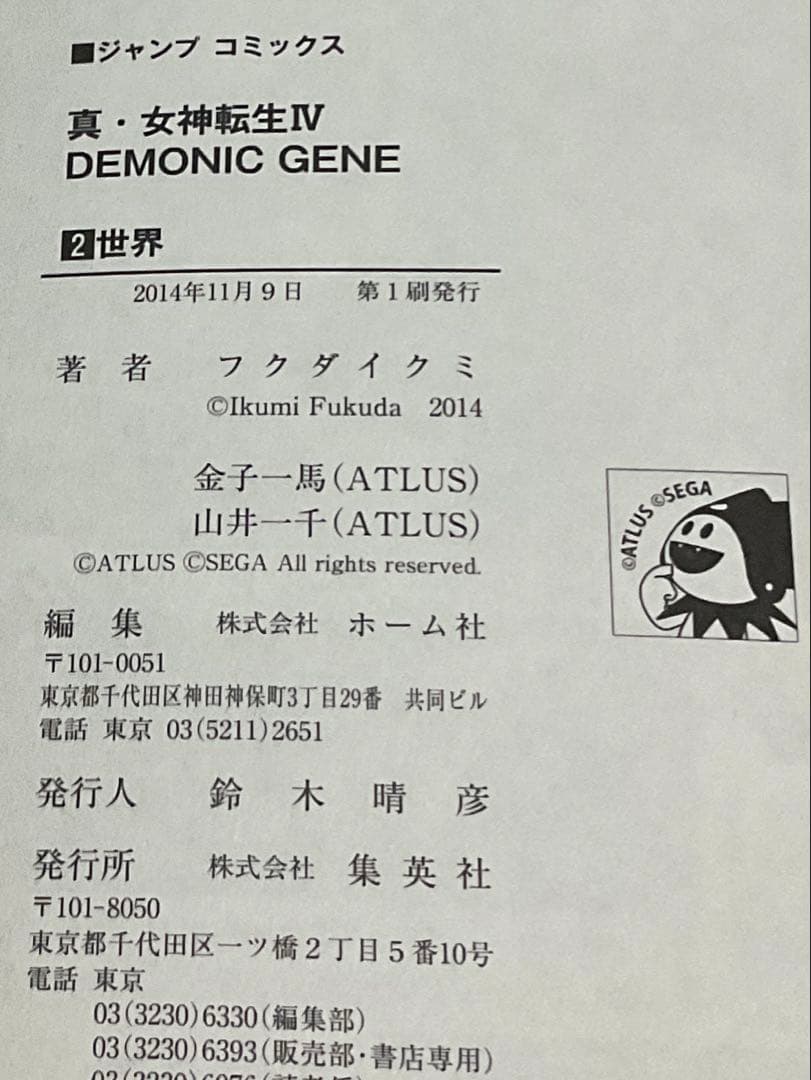 ■ジャンプ コミックス
真・女神転生Ⅳ
DEMONIC GENE
2世界
2014年11月9日 第1刷発行
著者 フクダイクミ
©Ikumi Fukuda 2014
金子一馬(ATLUS)
山井一千(ATLUS)
©ATLUS ©SEGA All rights reserved.
©ATLUS ©SEGA
編集 株式会社 ホーム社
〒101-0051
東京都千代田区神田神保町3丁目29番 共同ビル
電話 東京 03(5211)2651
発行人 鈴木晴彦
発行所 株式会社 集英社
〒101-8050
東京都千代田区一ツ橋2丁目5番10号
電話 東京
03(3230)6330(編集部)
03(3230)6393(販売部・書店専用)